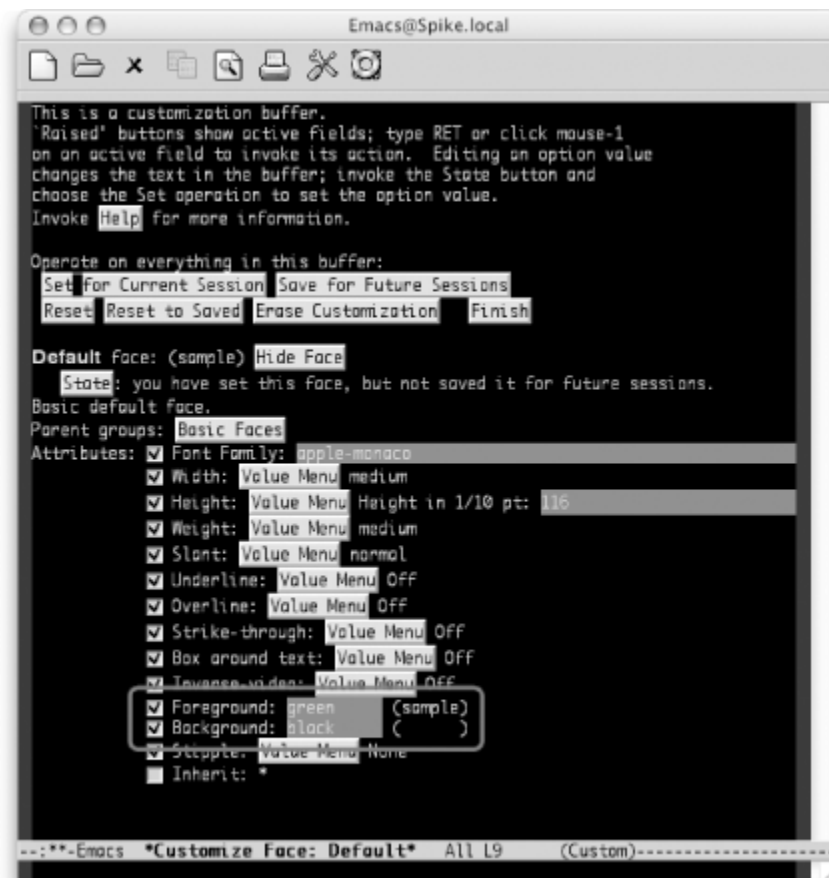 Emacs@Spike.local
This is a customization buffer.
`Raised' buttons show active fields; type RET or click mouse-1
on an active field to invoke its action.  Editing an option value
changes the text in the buffer; invoke the State button and
choose the Set operation to set the option value.
Invoke Help for more information.
Operate on everything in this buffer:
Set for Current Session Save for Future Sessions
Reset Reset to Saved Erase Customization Finish
Default face: (sample) Hide Face
State: you have set this face, but not saved it for future sessions.
Basic default face.
Parent groups: Basic Faces
Attributes: Font Family: apple-monaco
Width: Value Menu medium
Height: Value Menu Height in 1/10 pt: 116
Weight: Value Menu medium
Slant: Value Menu normal
Underline: Value Menu Off
Overline: Value Menu Off
Strike-through: Value Menu Off
Box around text: Value Menu Off
Inverse-video: Value Menu Off
Foreground: green (sample)
Background: black ( )
Stipple: Value Menu None
Inherit: *
--:**-Emacs *Customize Face: Default* All L9 (Custom)--------------------